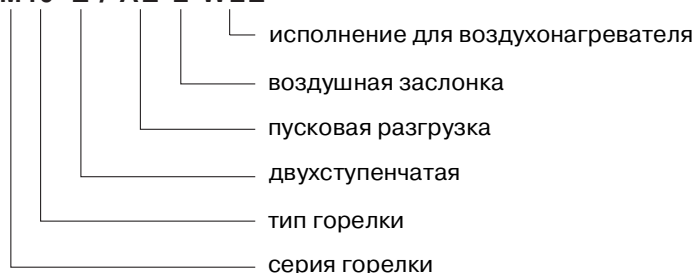 исполнение для воздухонагревателя
воздушная заслонка
пусковая разгрузка
двухступенчатая
тип горелки
серия горелки